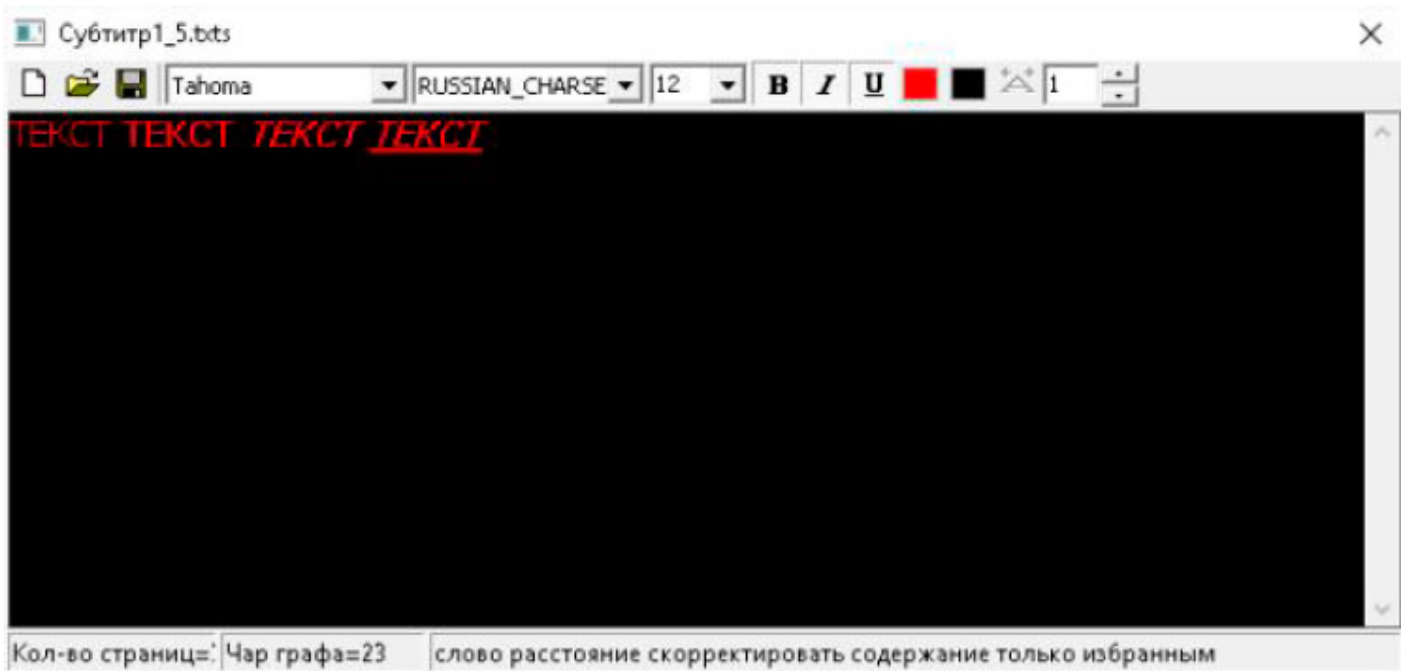 Субтитр1_5.txts
Tahoma RUSSIAN_CHARSE 12 B I U 1
ТЕКСТ ТЕКСТ ТЕКСТ ТЕКСТ
Кол-во страниц= Чар графа=23 слово расстояние скорректировать содержание только избранным